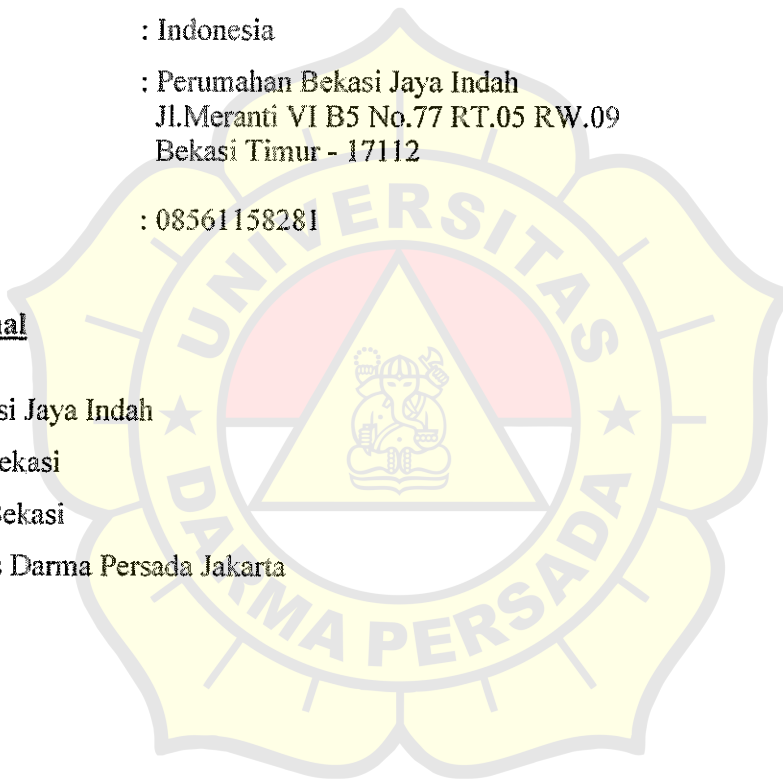 : Indonesia
: Perumahan Bekasi Jaya Indah
Jl.Meranti VI B5 No.77 RT.05 RW.09
Bekasi Timur - 17112
: 08561158281
nal
si Jaya Indah
ekasi
Bekasi
s Darma Persada Jakarta
UNIVERSITAS
DARMA PERSADA